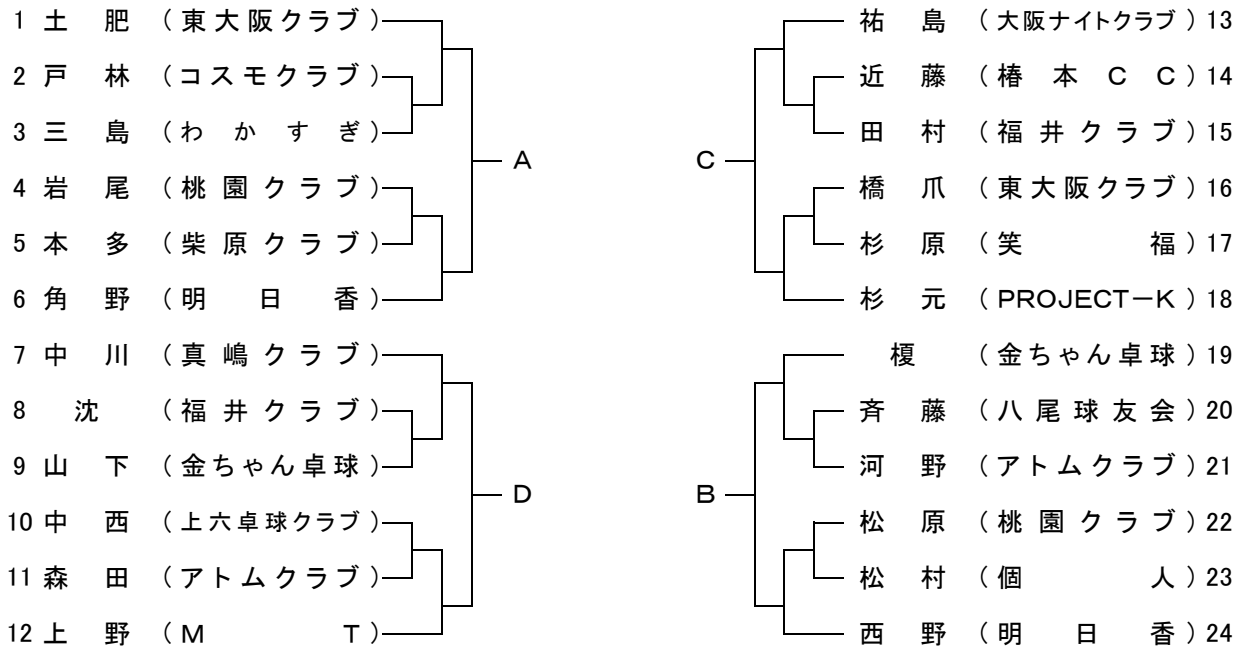 1 土肥 （東大阪クラブ）
2 戸林 （コスモクラブ）
3 三島 （わかすぎ）
A
4 岩尾 （桃園クラブ）
5 本多 （柴原クラブ）
6 角野 （明日香）
7 中川 （真嶋クラブ）
8 沈 （福井クラブ）
9 山下 （金ちゃん卓球）
D
10 中西 （上六卓球クラブ）
11 森田 （アトムクラブ）
12 上野 （MT）
祐島 （大阪ナイトクラブ） 13
近藤 （椿本CC） 14
田村 （福井クラブ） 15
C
橋爪 （東大阪クラブ） 16
杉原 （笑福） 17
杉元 （PROJECT－K） 18
榎 （金ちゃん卓球） 19
斉藤 （八尾球友会） 20
河野 （アトムクラブ） 21
B
松原 （桃園クラブ） 22
松村 （個人） 23
西野 （明日香） 24